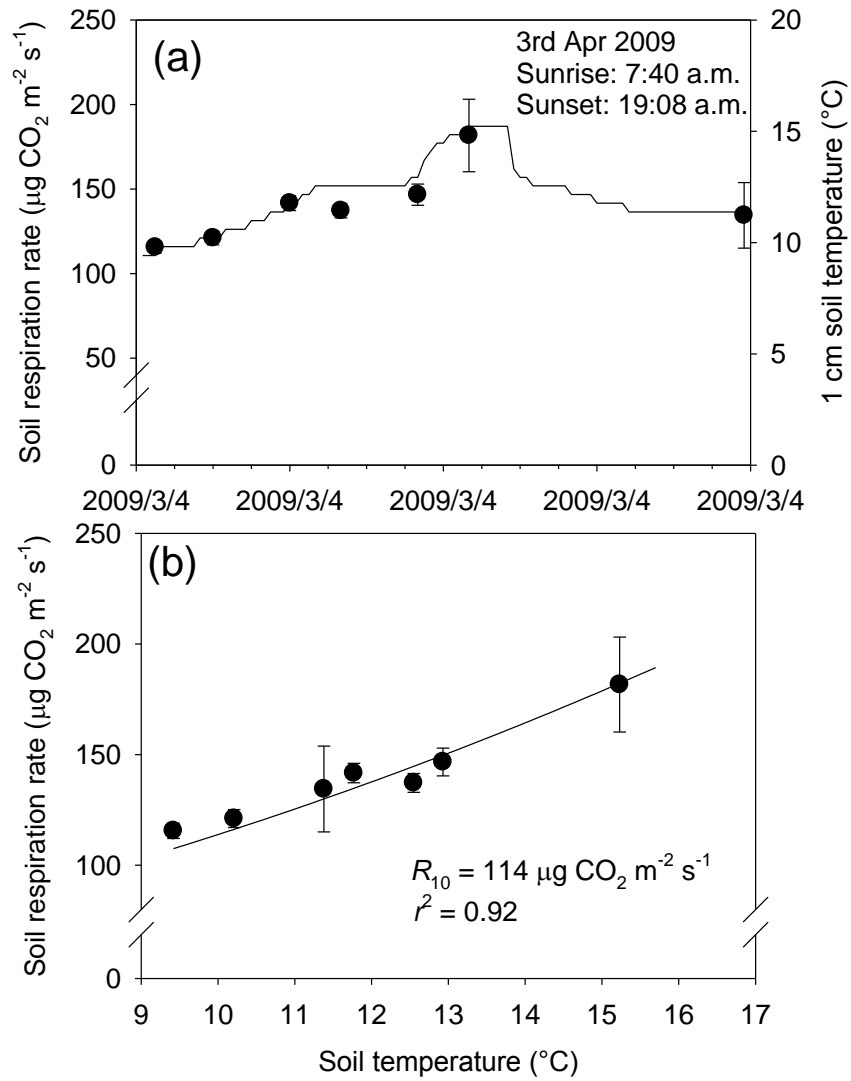 (a)
3rd Apr 2009
Sunrise: 7:40 a.m.
Sunset: 19:08 a.m.
Soil respiration rate (μg CO₂ m⁻² s⁻¹)
250
200
150
100
50
0
1 cm soil temperature (°C)
20
15
10
5
0
2009/3/4 2009/3/4 2009/3/4 2009/3/4 2009/3/4
(b)
Soil respiration rate (μg CO₂ m⁻² s⁻¹)
250
200
150
100
0
R₁₀ = 114 μg CO₂ m⁻² s⁻¹
r² = 0.92
9 10 11 12 13 14 15 16 17
Soil temperature (°C)